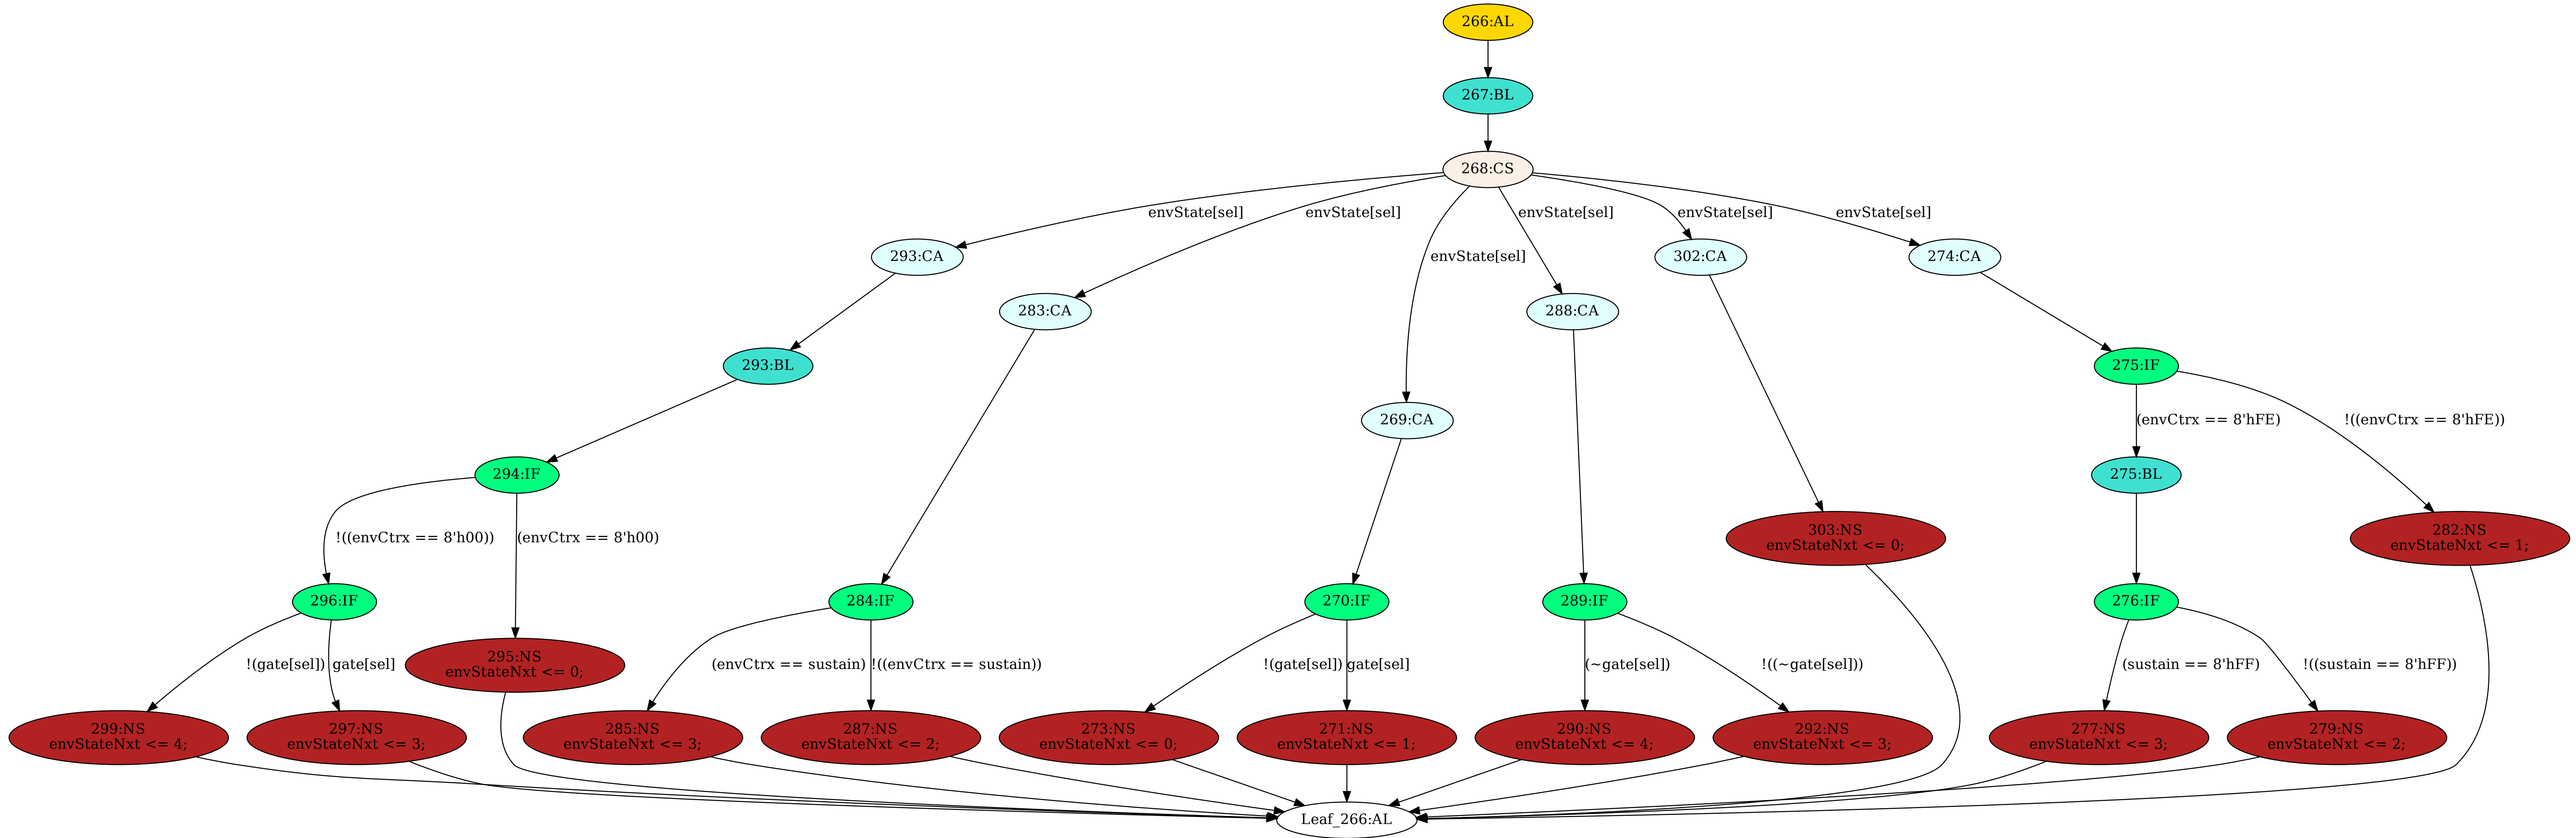 266:AL
267:BL
268:CS
envState[sel]
envState[sel]
envState[sel]
envState[sel]
envState[sel]
envState[sel]
293:CA
283:CA
269:CA
288:CA
302:CA
274:CA
293:BL
275:IF
(envCtrx == 8'hFE)
!((envCtrx == 8'hFE))
294:IF
275:BL
!((envCtrx == 8'h00))
(envCtrx == 8'h00)
303:NS
envStateNxt <= 0;
282:NS
envStateNxt <= 1;
296:IF
284:IF
270:IF
289:IF
276:IF
!(gate[sel])
gate[sel]
295:NS
envStateNxt <= 0;
(envCtrx == sustain)
!((envCtrx == sustain))
!(gate[sel])
gate[sel]
(~gate[sel])
!((~gate[sel]))
(sustain == 8'hFF)
!((sustain == 8'hFF))
299:NS
envStateNxt <= 4;
297:NS
envStateNxt <= 3;
285:NS
envStateNxt <= 3;
287:NS
envStateNxt <= 2;
273:NS
envStateNxt <= 0;
271:NS
envStateNxt <= 1;
290:NS
envStateNxt <= 4;
292:NS
envStateNxt <= 3;
277:NS
envStateNxt <= 3;
279:NS
envStateNxt <= 2;
Leaf_266:AL